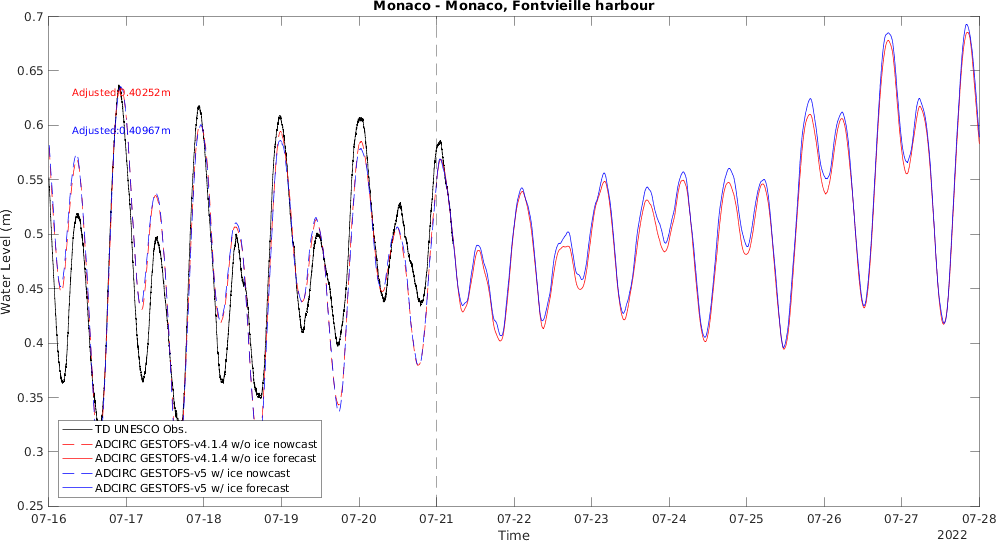 Monaco - Monaco, Fontvieille harbour
0.7
0.65
Adjusted:0.40252m
0.6
Adjusted:0.40967m
0.55
0.5
Water Level (m)
0.45
0.4
0.35
TD UNESCO Obs.
ADCIRC GESTOFS-v4.1.4 w/o ice nowcast
0.3
ADCIRC GESTOFS-v4.1.4 w/o ice forecast
ADCIRC GESTOFS-v5 w/ ice nowcast
ADCIRC GESTOFS-v5 w/ ice forecast
0.25
07-16 07-17 07-18 07-19 07-20 07-21 07-22 07-23 07-24 07-25 07-26 07-27 07-28
Time
2022